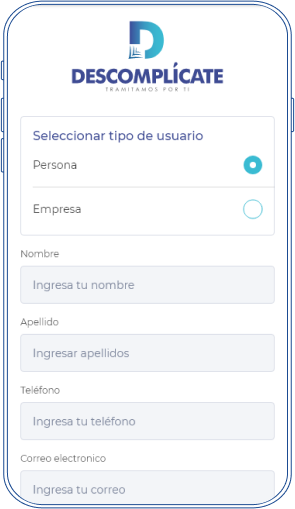 DESCOMPLÍCATE
TRAMITAMOS POR TI
Seleccionar tipo de usuario
Persona
Empresa
Nombre
Ingresa tu nombre
Apellido
Ingresar apellidos
Teléfono
Ingresa tu teléfono
Correo electronico
Ingresa tu correo